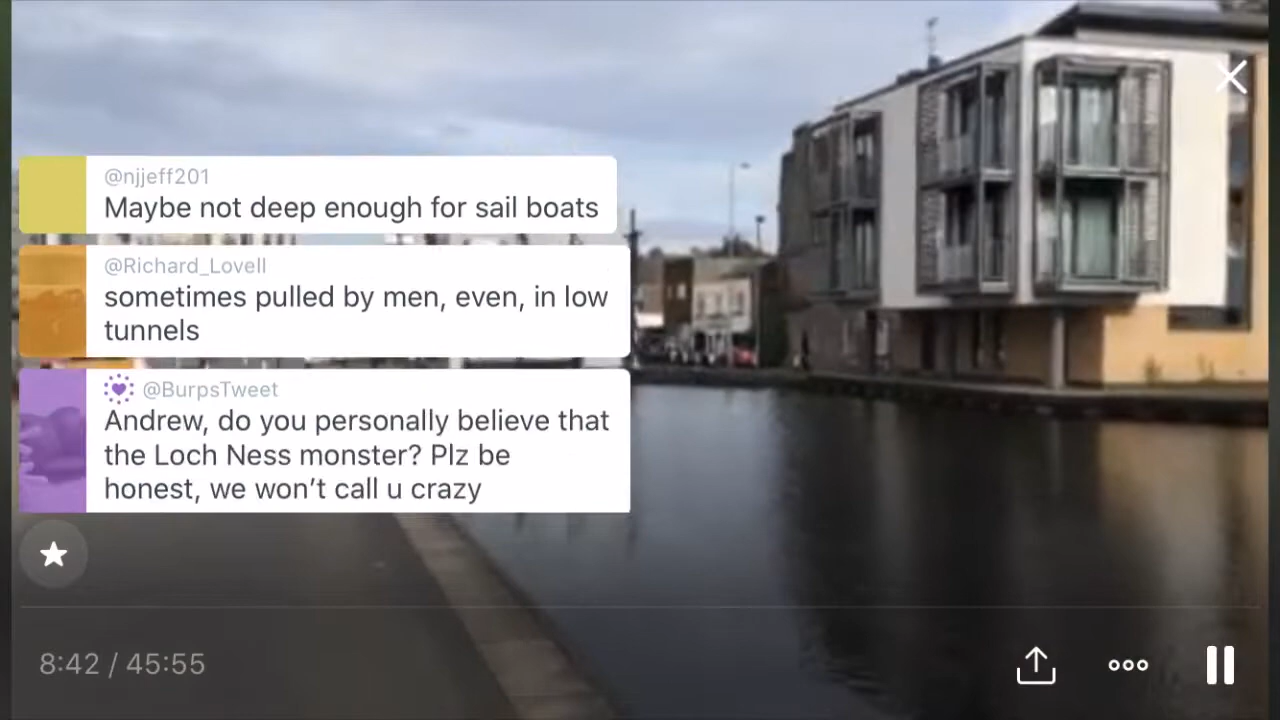 @njjeff201
Maybe not deep enough for sail boats
@Richard_Lovell
sometimes pulled by men, even, in low
tunnels
@BurpsTweet
Andrew, do you personally believe that
the Loch Ness monster? Plz be
honest, we won’t call u crazy
8:42 / 45:55